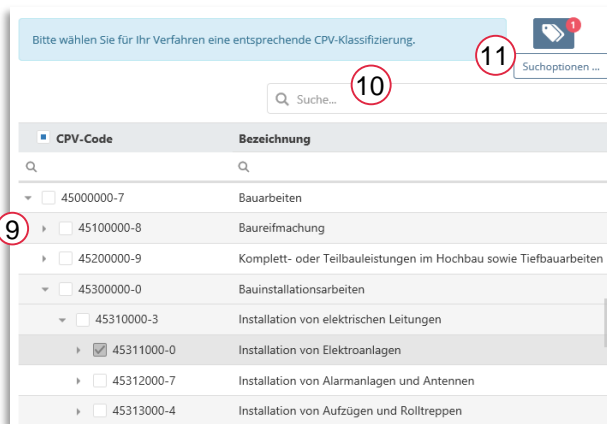 Bitte wählen Sie für Ihr Verfahren eine entsprechende CPV-Klassifizierung.
1
11
Suchoptionen ...
10
Suche...
CPV-Code Bezeichnung
45000000-7 Bauarbeiten
9
45100000-8 Baureifmachung
45200000-9 Komplett- oder Teilbauleistungen im Hochbau sowie Tiefbauarbeiten
45300000-0 Bauinstallationsarbeiten
45310000-3 Installation von elektrischen Leitungen
45311000-0 Installation von Elektroanlagen
45312000-7 Installation von Alarmanlagen und Antennen
45313000-4 Installation von Aufzügen und Rolltreppen